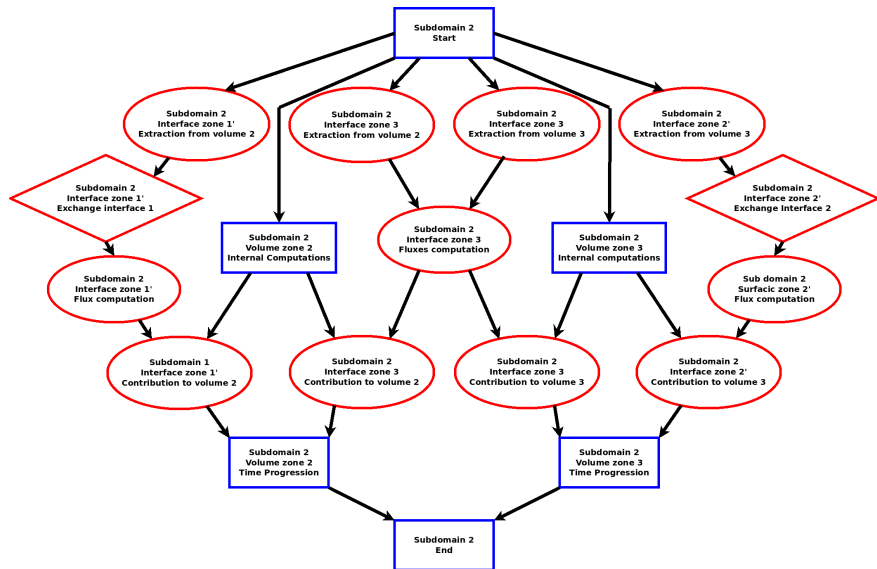 Subdomain 2
Start
Subdomain 2
Interface zone 1'
Extraction from volume 2
Subdomain 2
Interface zone 3
Extraction from volume 2
Subdomain 2
Interface zone 3
Extraction from volume 3
Subdomain 2
Interface zone 2'
Extraction from volume 3
Subdomain 2
Interface zone 1'
Exchange interface 1
Subdomain 2
Volume zone 2
Internal Computations
Subdomain 2
Interface zone 3
Fluxes computation
Subdomain 2
Volume zone 3
Internal computations
Subdomain 2
Interface zone 2'
Exchange Interface 2
Subdomain 2
Interface zone 1'
Flux computation
Sub domain 2
Surfacic zone 2'
Flux computation
Subdomain 1
Interface zone 1'
Contribution to volume 2
Subdomain 2
Interface zone 3
Contribution to volume 2
Subdomain 2
Interface zone 3
Contribution to volume 3
Subdomain 2
Interface zone 2'
Contribution to volume 3
Subdomain 2
Volume zone 2
Time Progression
Subdomain 2
Volume zone 3
Time Progression
Subdomain 2
End